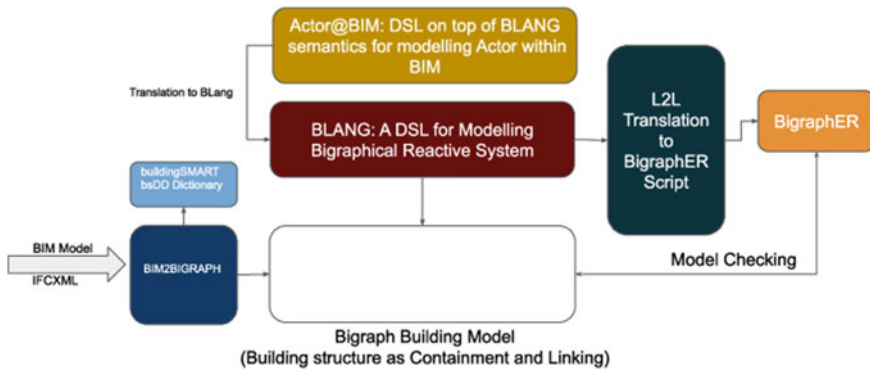 Actor@BIM: DSL on top of BLANG
semantics for modelling Actor within
BIM
Translation to BLang
BLANG: A DSL for Modelling
Bigraphical Reactive System
L2L
Translation
to
BigraphER
Script
BigraphER
buildingSMART
bsDD Dictionary
BIM Model
IFCXML
BIM2BIGRAPH
Model Checking
Bigraph Building Model
(Building structure as Containment and Linking)